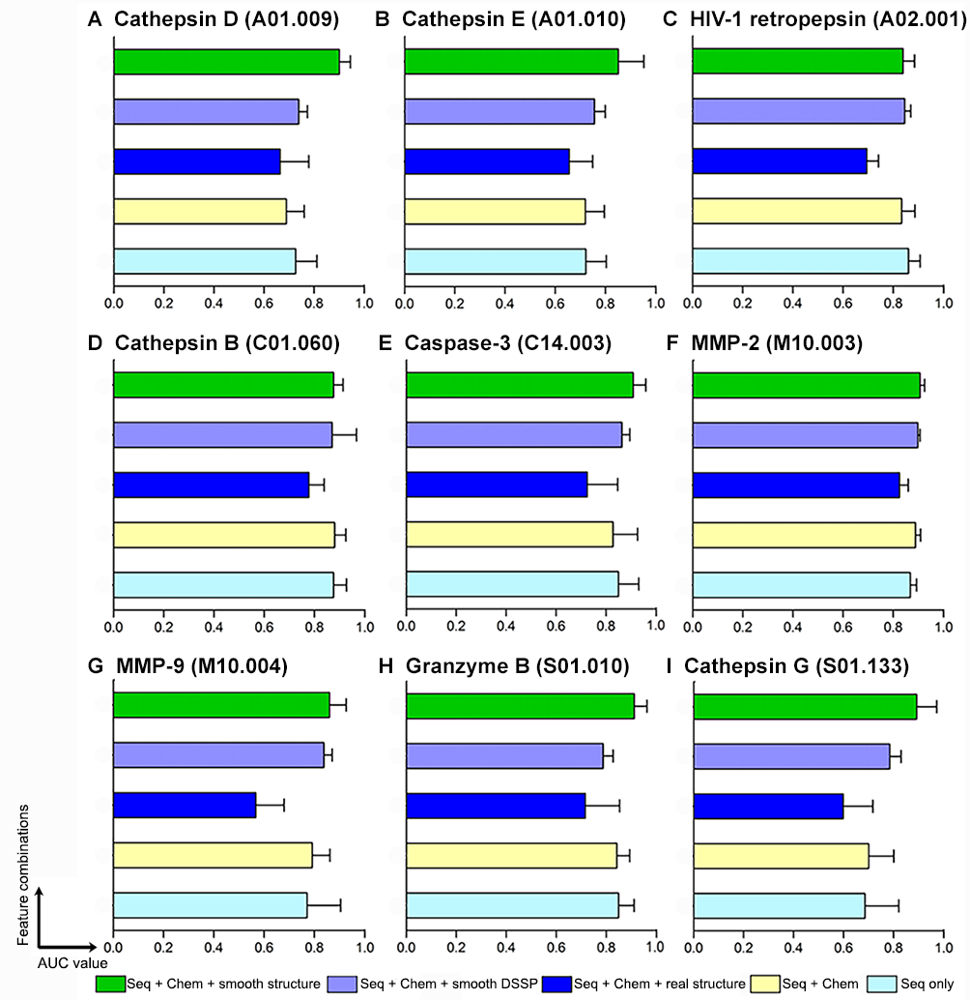 A Cathepsin D (A01.009) B Cathepsin E (A01.010) C HIV-1 retropepsin (A02.001)
0.0 0.2 0.4 0.6 0.8 1.0 0.0 0.2 0.4 0.6 0.8 1.0 0.0 0.2 0.4 0.6 0.8 1.0
D Cathepsin B (C01.060) E Caspase-3 (C14.003) F MMP-2 (M10.003)
0.0 0.2 0.4 0.6 0.8 1.0 0.0 0.2 0.4 0.6 0.8 1.0 0.0 0.2 0.4 0.6 0.8 1.0
G MMP-9 (M10.004) H Granzyme B (S01.010) I Cathepsin G (S01.133)
0.0 0.2 0.4 0.6 0.8 1.0 0.0 0.2 0.4 0.6 0.8 1.0 0.0 0.2 0.4 0.6 0.8 1.0
Feature combinations
AUC value
Seq + Chem + smooth structure Seq + Chem + smooth DSSP Seq + Chem + real structure Seq + Chem Seq only